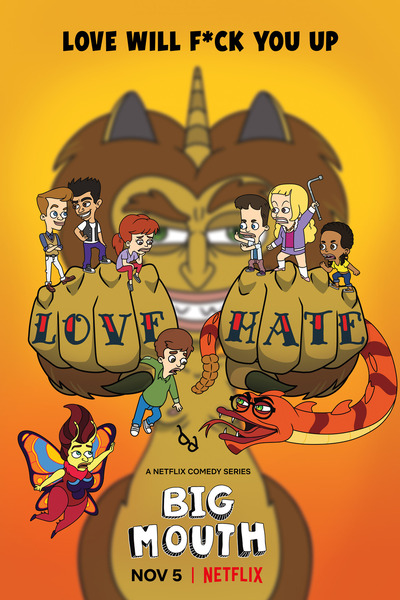 LOVE WILL F*CK YOU UP
LOVE HATE
A NETFLIX COMEDY SERIES
BIG
MOUTH
NOV 5 | NETFLIX